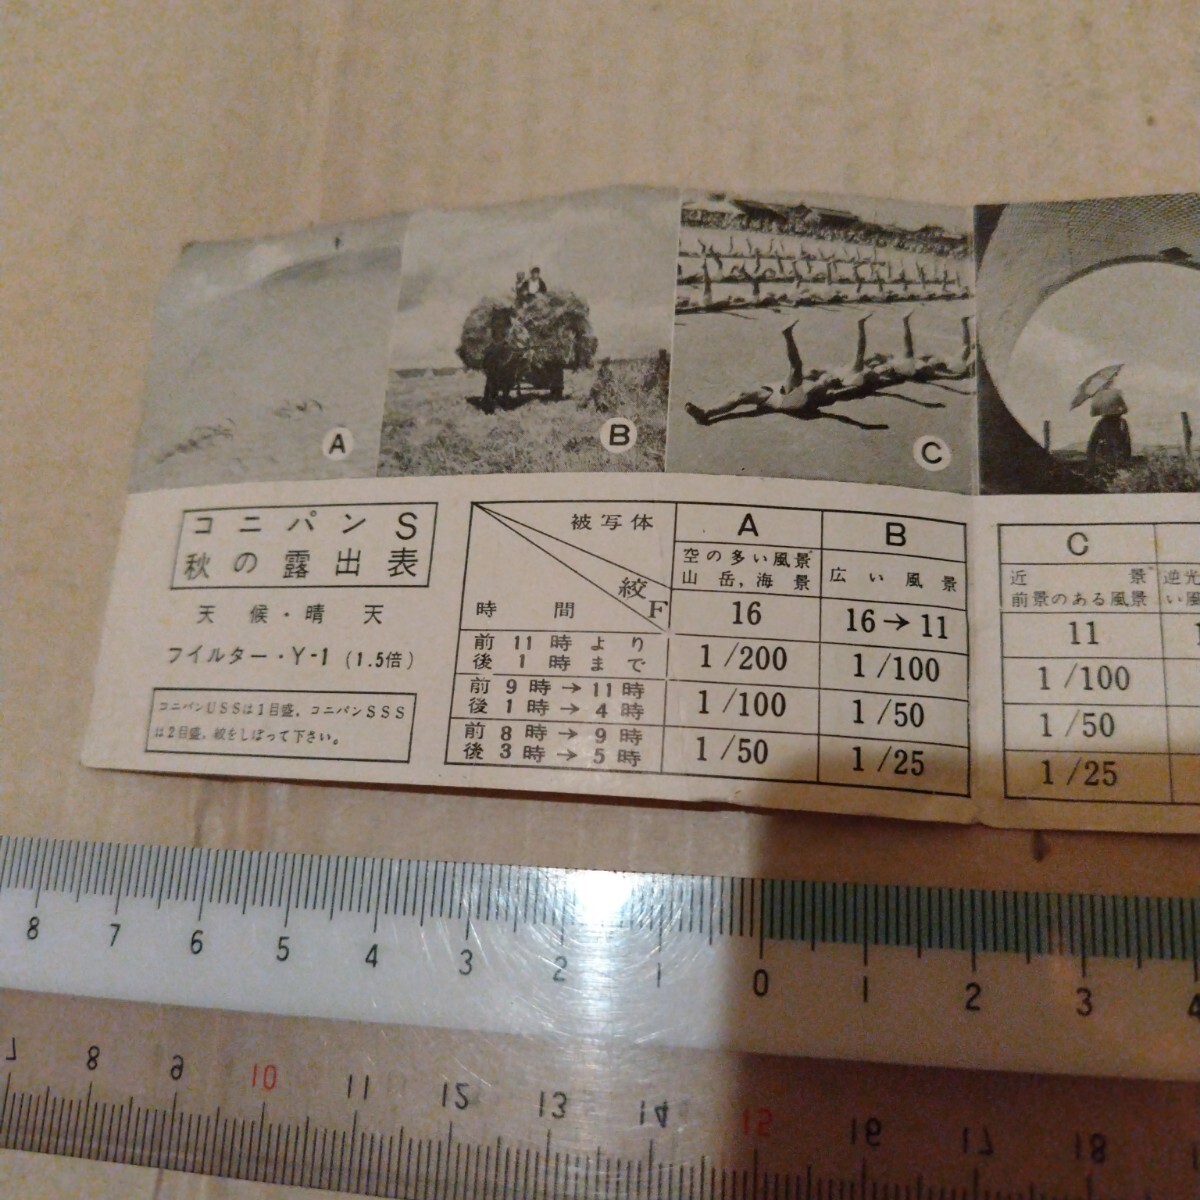 A
B
C
コニパン S
秋の露出表
天候・晴天
フイルター・Y-1 (1.5倍)
コニパンUSSは1目盛，コニパンSSS
は2目盛，絞をしぼって下さい。
被写体
絞
F
時間
A
B
空の多い風景
山岳，海景
広い風景
16
16→11
前 11時より
後 1時まで
1/200
1/100
前 9時→11時
後 1時→4時
1/100
1/50
前 8時→9時
後 3時→5時
1/50
1/25
C
近景
前景のある風景
逆光
い風
11
1
1/100
1/50
1/25
8 7 6 5 4 3 2 1 0 1 2 3 4
7 8 9 10 11 12 13 14 15 16 17 18